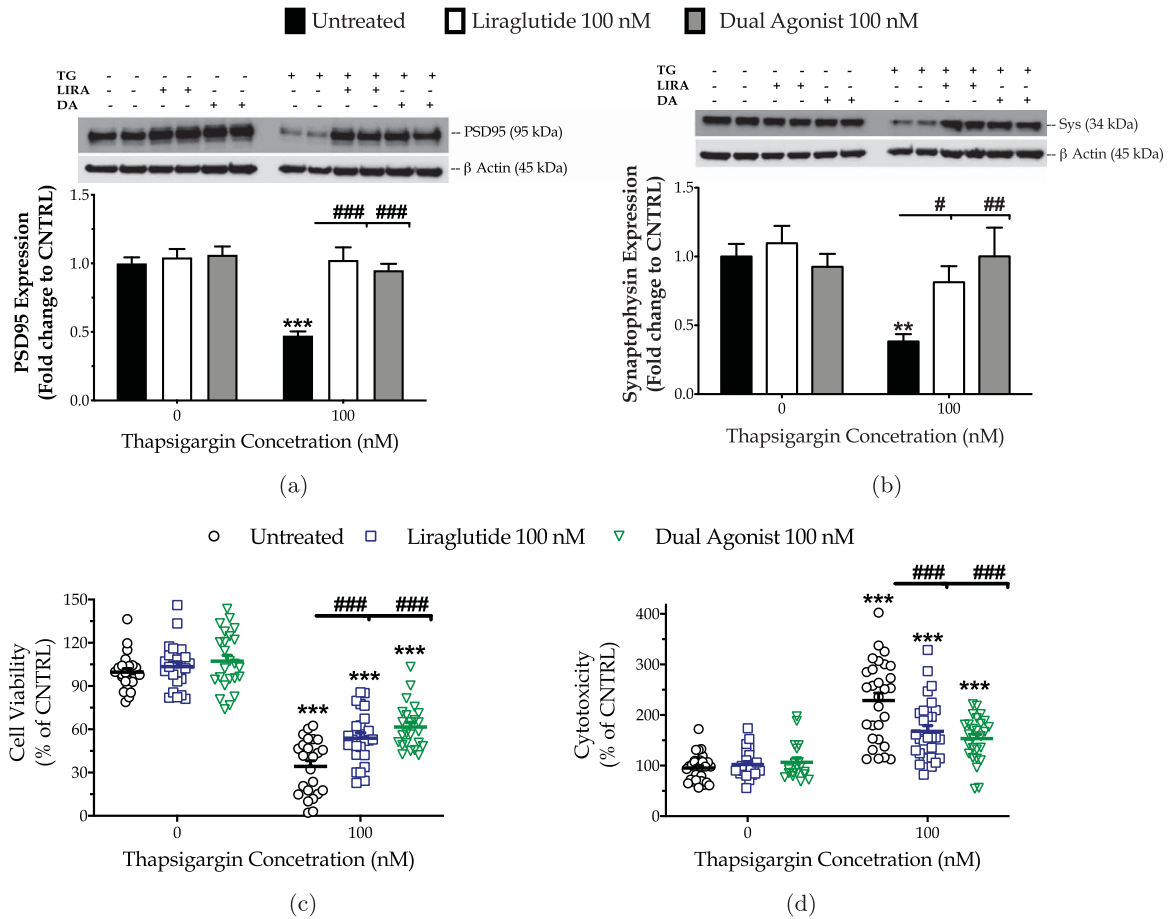 Untreated Liraglutide 100 nM Dual Agonist 100 nM
TG - - - - - - + + + + + +
LIRA - - + + - - - - + + - -
DA - - - - + + - - - - + +
-- PSD95 (95 kDa)
-- β Actin (45 kDa)
PSD95 Expression
(Fold change to CNTRL)
1.5
1.0
0.5
0.0
### ###
***
0 100
Thapsigargin Concetration (nM)
(a)
TG - - - - - - + + + + + +
LIRA - - + + - - - - + + - -
DA - - - - + + - - - - + +
-- Sys (34 kDa)
-- β Actin (45 kDa)
Synaptophysin Expression
(Fold change to CNTRL)
1.5
1.0
0.5
0.0
# ##
**
0 100
Thapsigargin Concetration (nM)
(b)
Untreated Liraglutide 100 nM Dual Agonist 100 nM
Cell Viability
(% of CNTRL)
150
120
90
60
30
0
### ###
*** *** ***
0 100
Thapsigargin Concetration (nM)
(c)
Cytotoxicity
(% of CNTRL)
400
300
200
100
0
### ###
*** *** ***
0 100
Thapsigargin Concetration (nM)
(d)